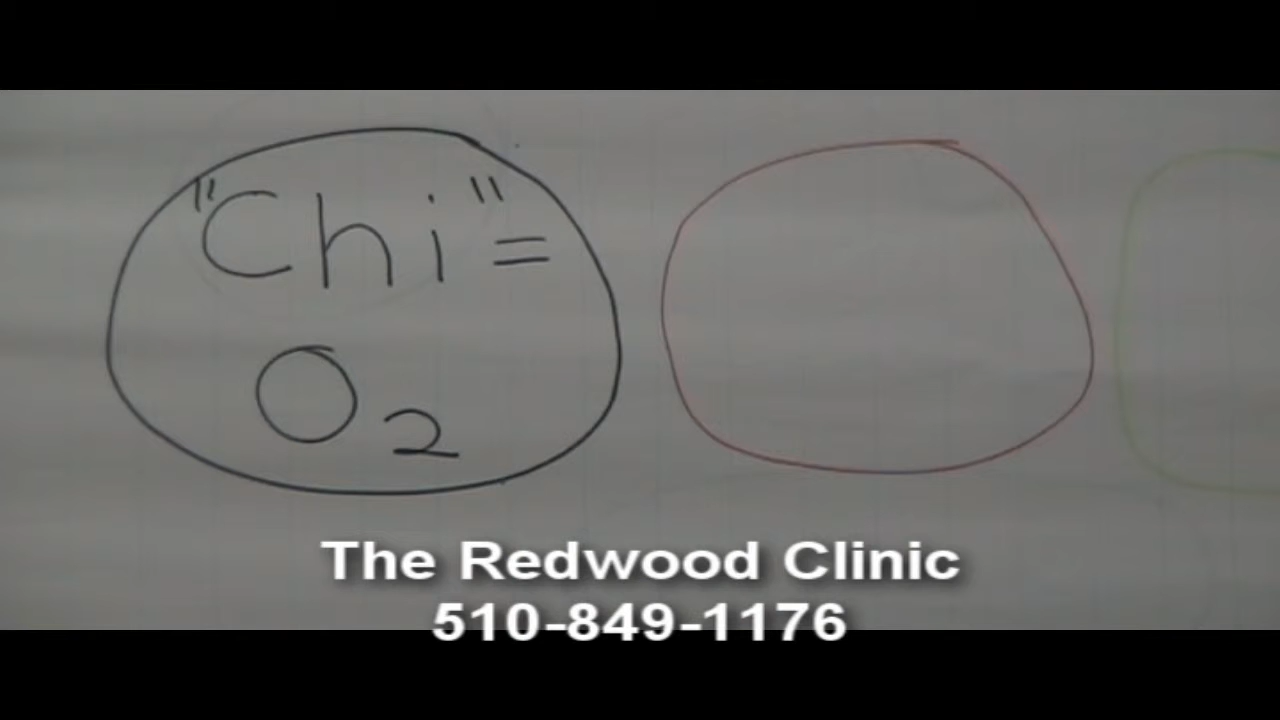 "Chi" =
O2
The Redwood Clinic
510-849-1176